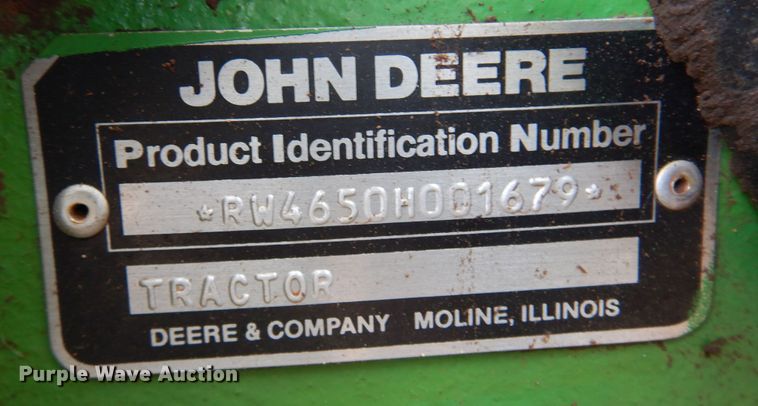 JOHN DEERE
Product Identification Number
*RW4650H001679*
TRACTOR
DEERE & COMPANY MOLINE, ILLINOIS
Purple Wave Auction